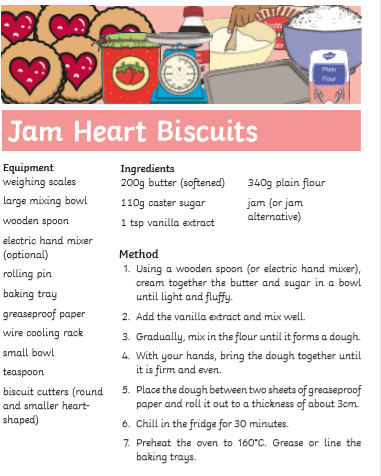 Plain
Flour
Jam Heart Biscuits
Equipment
weighing scales
large mixing bowl
wooden spoon
electric hand mixer
(optional)
rolling pin
baking tray
greaseproof paper
wire cooling rack
small bowl
teaspoon
biscuit cutters (round
and smaller heart-
shaped)
Ingredients
200g butter (softened)
110g caster sugar
1 tsp vanilla extract
340g plain flour
jam (or jam
alternative)
Method
1. Using a wooden spoon (or electric hand mixer),
cream together the butter and sugar in a bowl
until light and fluffy.
2. Add the vanilla extract and mix well.
3. Gradually, mix in the flour until it forms a dough.
4. With your hands, bring the dough together until
it is firm and even.
5. Place the dough between two sheets of greaseproof
paper and roll it out to a thickness of about 3cm.
6. Chill in the fridge for 30 minutes.
7. Preheat the oven to 160°C. Grease or line the
baking trays.